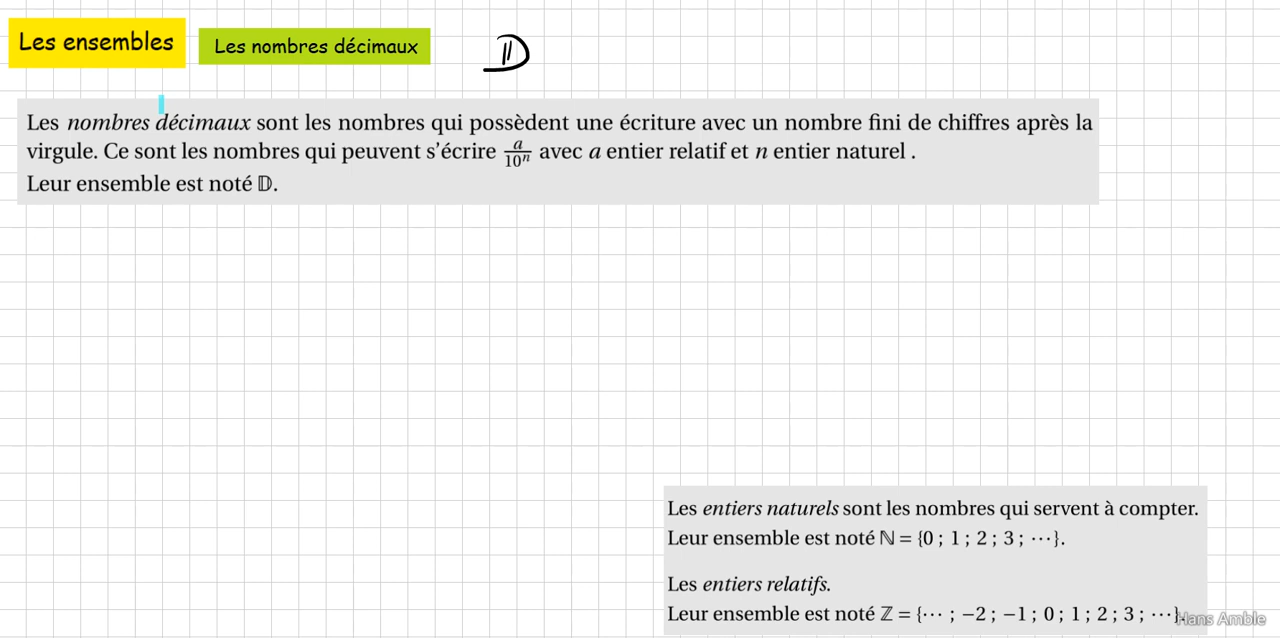 Les ensembles
Les nombres décimaux
𝔻
Les nombres décimaux sont les nombres qui possèdent une écriture avec un nombre fini de chiffres après la
virgule. Ce sont les nombres qui peuvent s'écrire a/10ⁿ avec a entier relatif et n entier naturel .
Leur ensemble est noté 𝔻.
Les entiers naturels sont les nombres qui servent à compter.
Leur ensemble est noté ℕ = {0 ; 1 ; 2 ; 3 ; ⋯}.
Les entiers relatifs.
Leur ensemble est noté ℤ = {⋯ ; −2 ; −1 ; 0 ; 1 ; 2 ; 3 ; ⋯}.
Hans Amble